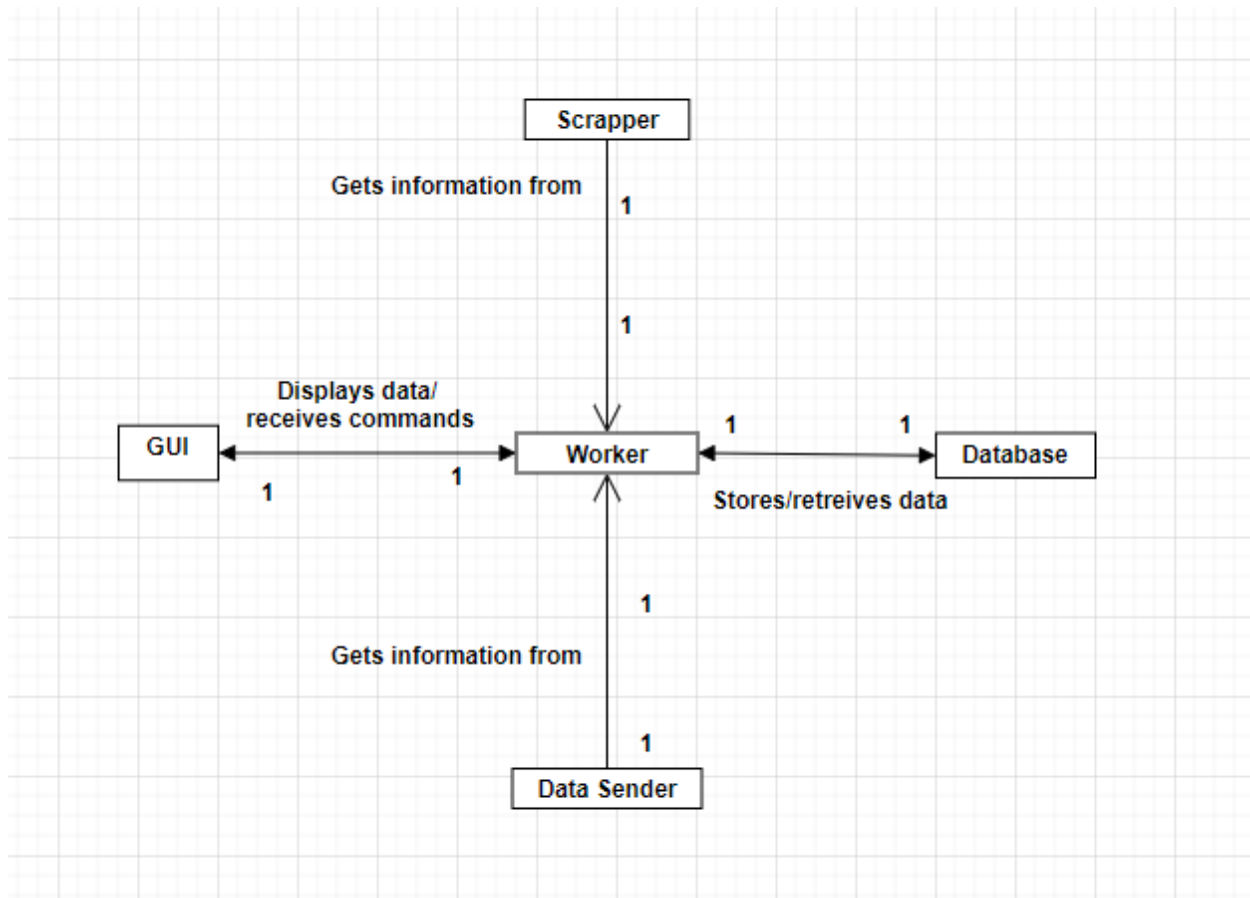 Scrapper
Gets information from
1
1
Displays data/
receives commands
GUI
1
1
Worker
1
1
Database
Stores/retreives data
1
Gets information from
1
Data Sender